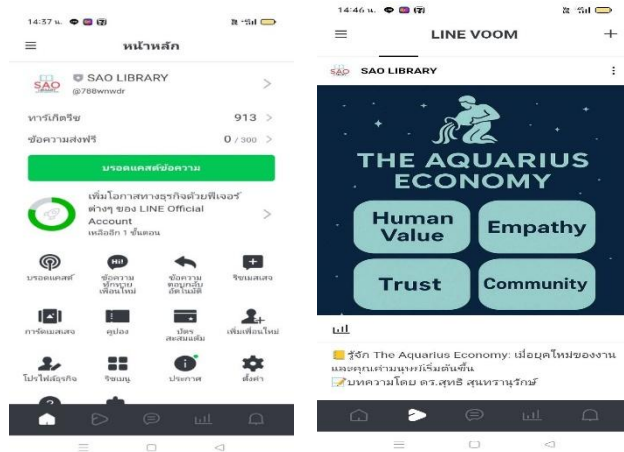 14:37 น.
หน้าหลัก
SAO
SAO LIBRARY
@788wnwdr
ทาร์เก็ตรีช 913
ข้อความส่งฟรี 0 / 300
บรอดแคสต์ข้อความ
เพิ่มโอกาสทางธุรกิจด้วยฟีเจอร์
ต่างๆ ของ LINE Official
Account
เหลืออีก 1 ขั้นตอน
บรอดแคสต์
Hi!
ข้อความ
ทักทาย
เพื่อนใหม่
ข้อความ
ตอบกลับ
อัตโนมัติ
ริชเมสเสจ
การ์ดเมสเสจ
คูปอง
บัตร
สะสมแต้ม
เพิ่มเพื่อนใหม่
โปรไฟล์ธุรกิจ
ริชเมนู
ประกาศ
ตั้งค่า
14:46 น.
LINE VOOM
SAO
SAO LIBRARY
THE AQUARIUS
ECONOMY
Human
Value
Empathy
Trust
Community
รู้จัก The Aquarius Economy: เมื่อยุคใหม่ของงาน
และคุณค่ามนุษย์เริ่มต้นขึ้น
บทความโดย ดร.สุทธิ สุนทรานุรักษ์